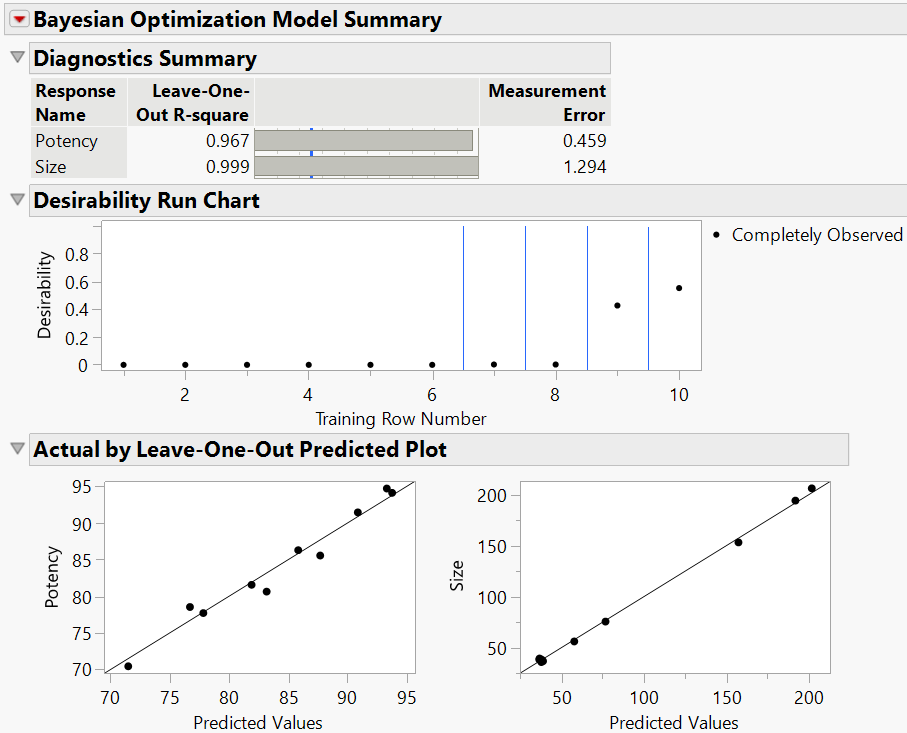 Bayesian Optimization Model Summary
Diagnostics Summary
Response Name Leave-One-Out R-square Measurement Error
Potency 0.967 0.459
Size 0.999 1.294
Desirability Run Chart
Desirability
0.8
0.6
0.4
0.2
0
2 4 6 8 10
Training Row Number
Completely Observed
Actual by Leave-One-Out Predicted Plot
Potency
95
90
85
80
75
70
70 75 80 85 90 95
Predicted Values
Size
200
150
100
50
50 100 150 200
Predicted Values